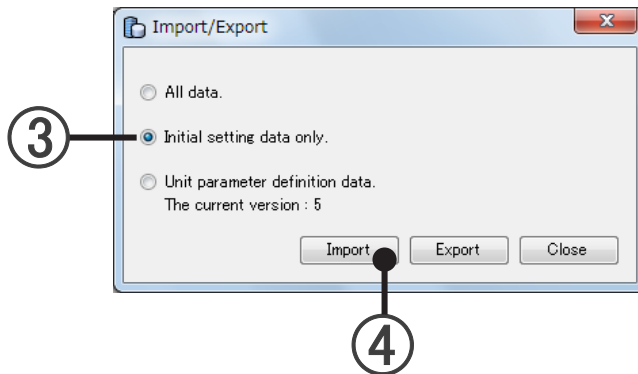 Import/Export
All data.
③
Initial setting data only.
Unit parameter definition data.
The current version : 5
Import
Export
Close
④